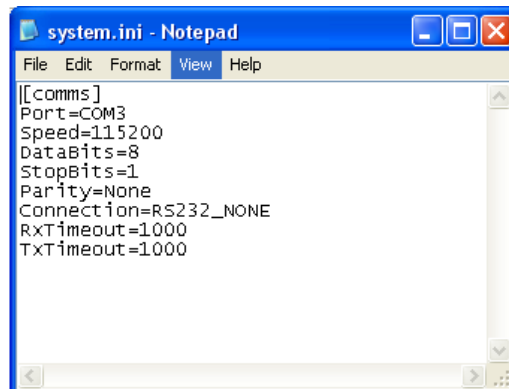 system.ini - Notepad
File Edit Format View Help
[comms]
Port=COM3
Speed=115200
DataBits=8
StopBits=1
Parity=None
Connection=RS232_NONE
RxTimeout=1000
TxTimeout=1000